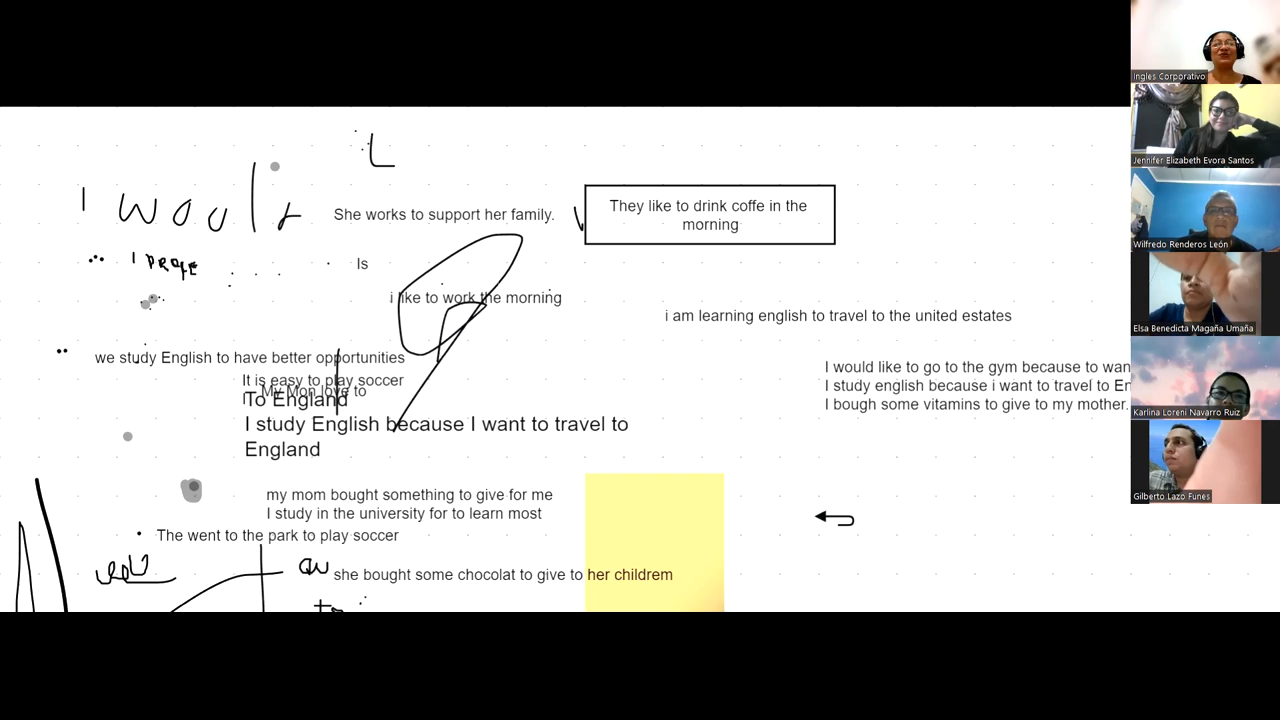 L
I would
She works to support her family.
They like to drink coffe in the
morning
I
Is
i like to work the morning
i am learning english to travel to the united estates
we study English to have better opportunities
It is easy to play soccer
My Mon love to
To England
I study English because I want to travel to
England
I would like to go to the gym because to wan
I study english because i want to travel to En
I bough some vitamins to give to my mother.
my mom bought something to give for me
I study in the university for to learn most
The went to the park to play soccer
she bought some chocolat to give to her childrem
to
Ingles Corporativo
Jennifer Elizabeth Evora Santos
Wilfredo Renderos León
Elsa Benedicta Magaña Umaña
Karlina Loreni Navarro Ruiz
Gilberto Lazo Funes